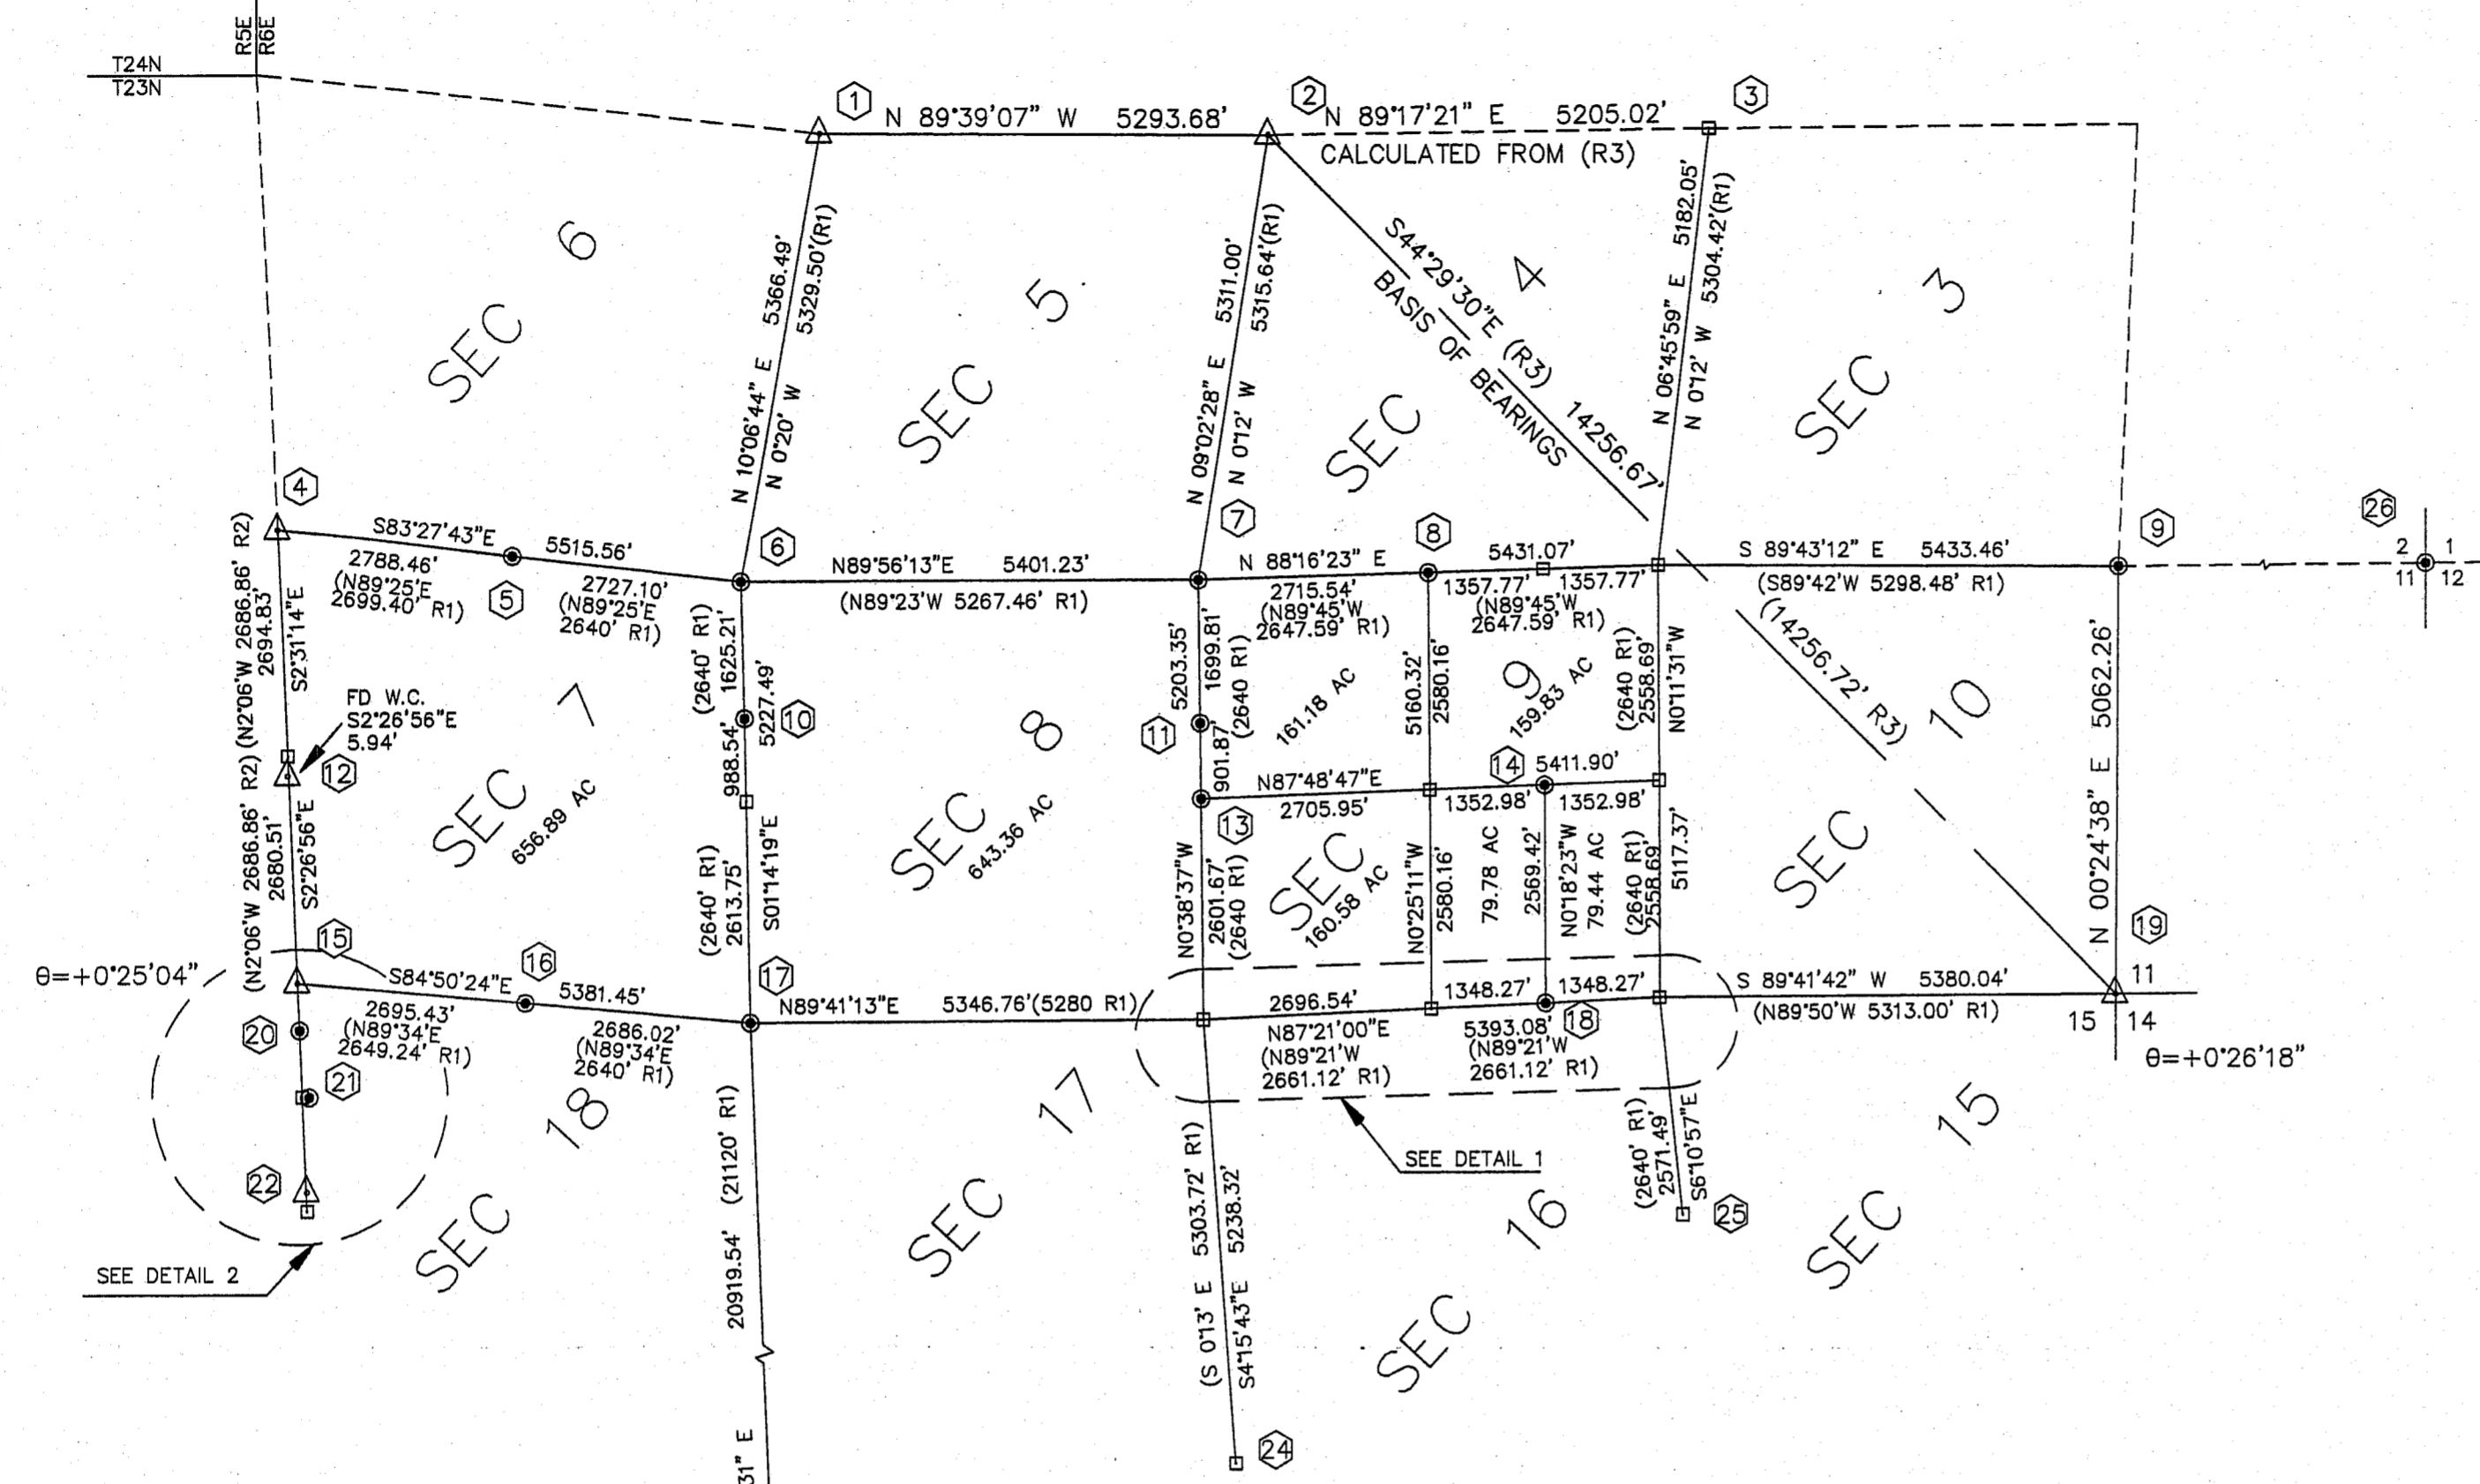 R5E
R6E
T24N
T23N
1
N 89°39'07" W 5293.68'
2
N 89°17'21" E 5205.02'
CALCULATED FROM (R3)
3
SEC 6
N 10°06'44" E 5366.49'
N 0°20' W 5329.50'(R1)
SEC 5
N 09°02'28" E 5311.00'
N 0°12' W 5315.64'(R1)
S44°29'30"E (R3) 14256.67'
BASIS OF BEARINGS
SEC 4
N 06°45'59" E 5182.05'
N 0°12' W 5304.42'(R1)
SEC 3
4
S83°27'43"E 5515.56'
2788.46'
(N89°25'E
2699.40' R1)
5
2727.10'
(N89°25'E
2640' R1)
6
N89°56'13"E 5401.23'
(N89°23'W 5267.46' R1)
7
N 88°16'23" E 5431.07'
2715.54'
(N89°45'W
2647.59' R1)
8
1357.77'
1357.77'
(N89°45'W
2647.59' R1)
S 89°43'12" E 5433.46'
(S89°42'W 5298.48' R1)
9
26
2
1
11
12
(N2°06'W 2686.86' R2)
2694.83'
S2°31'14"E
FD W.C.
S2°26'56"E
5.94'
12
(N2°06'W 2686.86' R2)
2680.51'
S2°26'56"E
SEC 7
656.89 AC
(2640' R1)
1625.21'
10
5227.49'
988.54'
(2640' R1)
2613.75'
S01°14'19"E
SEC 8
643.36 AC
5203.35'
1699.81'
(2640 R1)
11
901.87'
13
N0°38'37"W
2601.67'
(2640 R1)
161.18 AC
5160.32'
2580.16'
SEC 9
159.83 AC
(2640 R1)
2558.69'
N0°11'31"W
N87°48'47"E 5411.90'
14
2705.95'
1352.98'
1352.98'
160.58 AC
N0°25'11"W
2580.16'
79.78 AC
2569.42'
N0°18'23"W
79.44 AC
(2640 R1)
2558.69'
5117.37'
(14256.72' R3)
SEC 10
N 00°24'38" E 5062.26'
19
15
(N2°06'W 2686.86' R2)
θ=+0°25'04"
S84°50'24"E 5381.45'
16
2695.43'
(N89°34'E
2649.24' R1)
2686.02'
(N89°34'E
2640' R1)
17
N89°41'13"E 5346.76'(5280 R1)
2696.54'
1348.27'
1348.27'
N87°21'00"E 5393.08'
18
(N89°21'W
2661.12' R1)
(N89°21'W
2661.12' R1)
S 89°41'42" W 5380.04'
(N89°50'W 5313.00' R1)
11
15
14
θ=+0°26'18"
20
21
22
SEE DETAIL 2
SEC 18
20919.54' (21120' R1)
31" E
SEC 17
(S 0°13' E 5303.72' R1)
S4°15'43"E 5238.32'
24
SEE DETAIL 1
SEC 16
(2640' R1)
2571.49'
S6°10'57"E
25
SEC 15